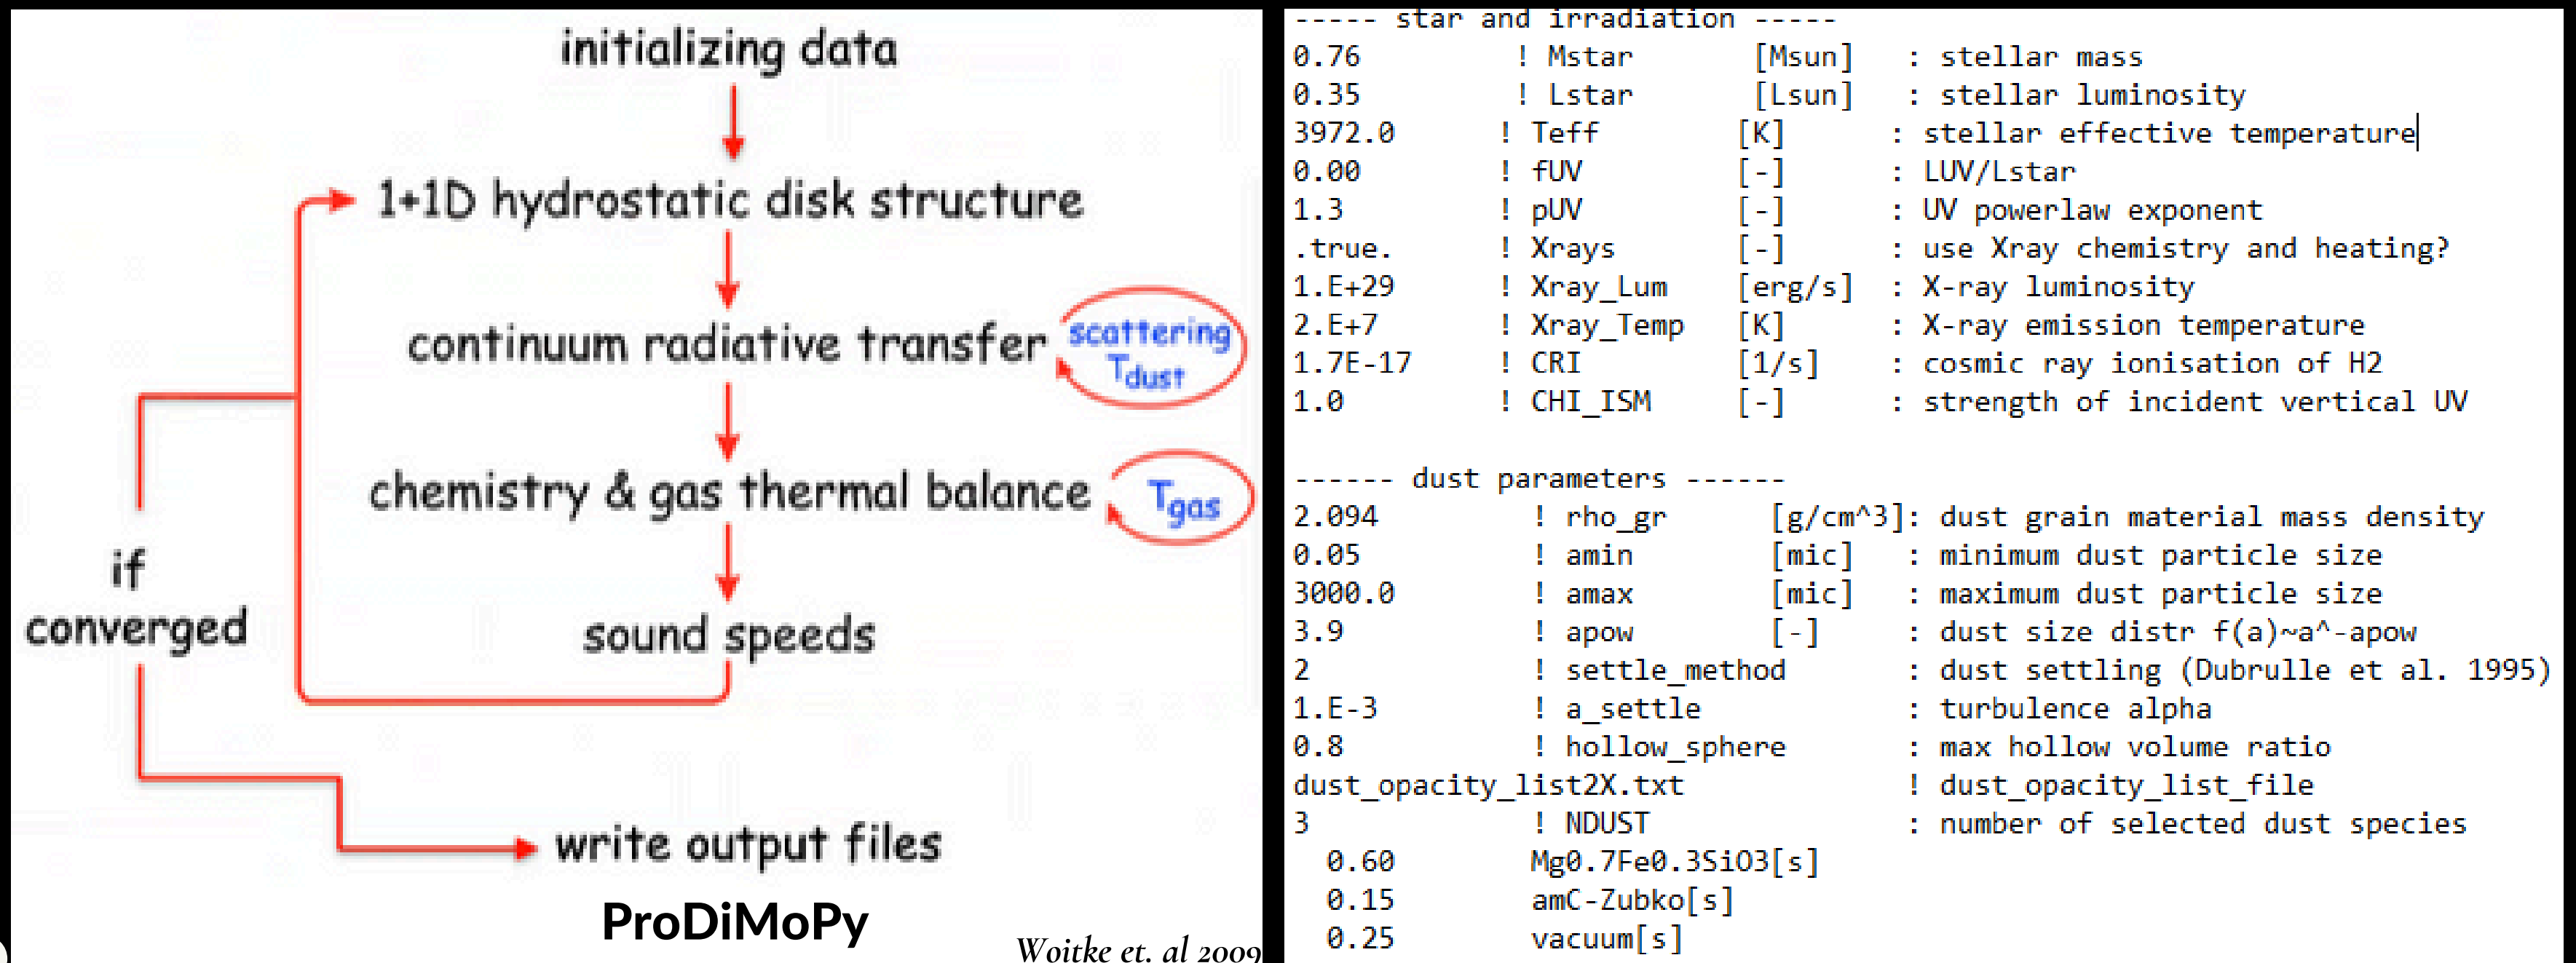 initializing data
1+1D hydrostatic disk structure
continuum radiative transfer
scattering
Tdust
chemistry & gas thermal balance
Tgas
if
converged
sound speeds
write output files
ProDiMoPy
Woitke et. al 2009
----- star and irradiation -----
0.76 ! Mstar [Msun] : stellar mass
0.35 ! Lstar [Lsun] : stellar luminosity
3972.0 ! Teff [K] : stellar effective temperature
0.00 ! fUV [-] : LUV/Lstar
1.3 ! pUV [-] : UV powerlaw exponent
.true. ! Xrays [-] : use Xray chemistry and heating?
1.E+29 ! Xray_Lum [erg/s] : X-ray luminosity
2.E+7 ! Xray_Temp [K] : X-ray emission temperature
1.7E-17 ! CRI [1/s] : cosmic ray ionisation of H2
1.0 ! CHI_ISM [-] : strength of incident vertical UV
------ dust parameters ------
2.094 ! rho_gr [g/cm^3]: dust grain material mass density
0.05 ! amin [mic] : minimum dust particle size
3000.0 ! amax [mic] : maximum dust particle size
3.9 ! apow [-] : dust size distr f(a)~a^-apow
2 ! settle_method : dust settling (Dubrulle et al. 1995)
1.E-3 ! a_settle : turbulence alpha
0.8 ! hollow_sphere : max hollow volume ratio
dust_opacity_list2X.txt ! dust_opacity_list_file
3 ! NDUST : number of selected dust species
0.60 Mg0.7Fe0.3SiO3[s]
0.15 amC-Zubko[s]
0.25 vacuum[s]